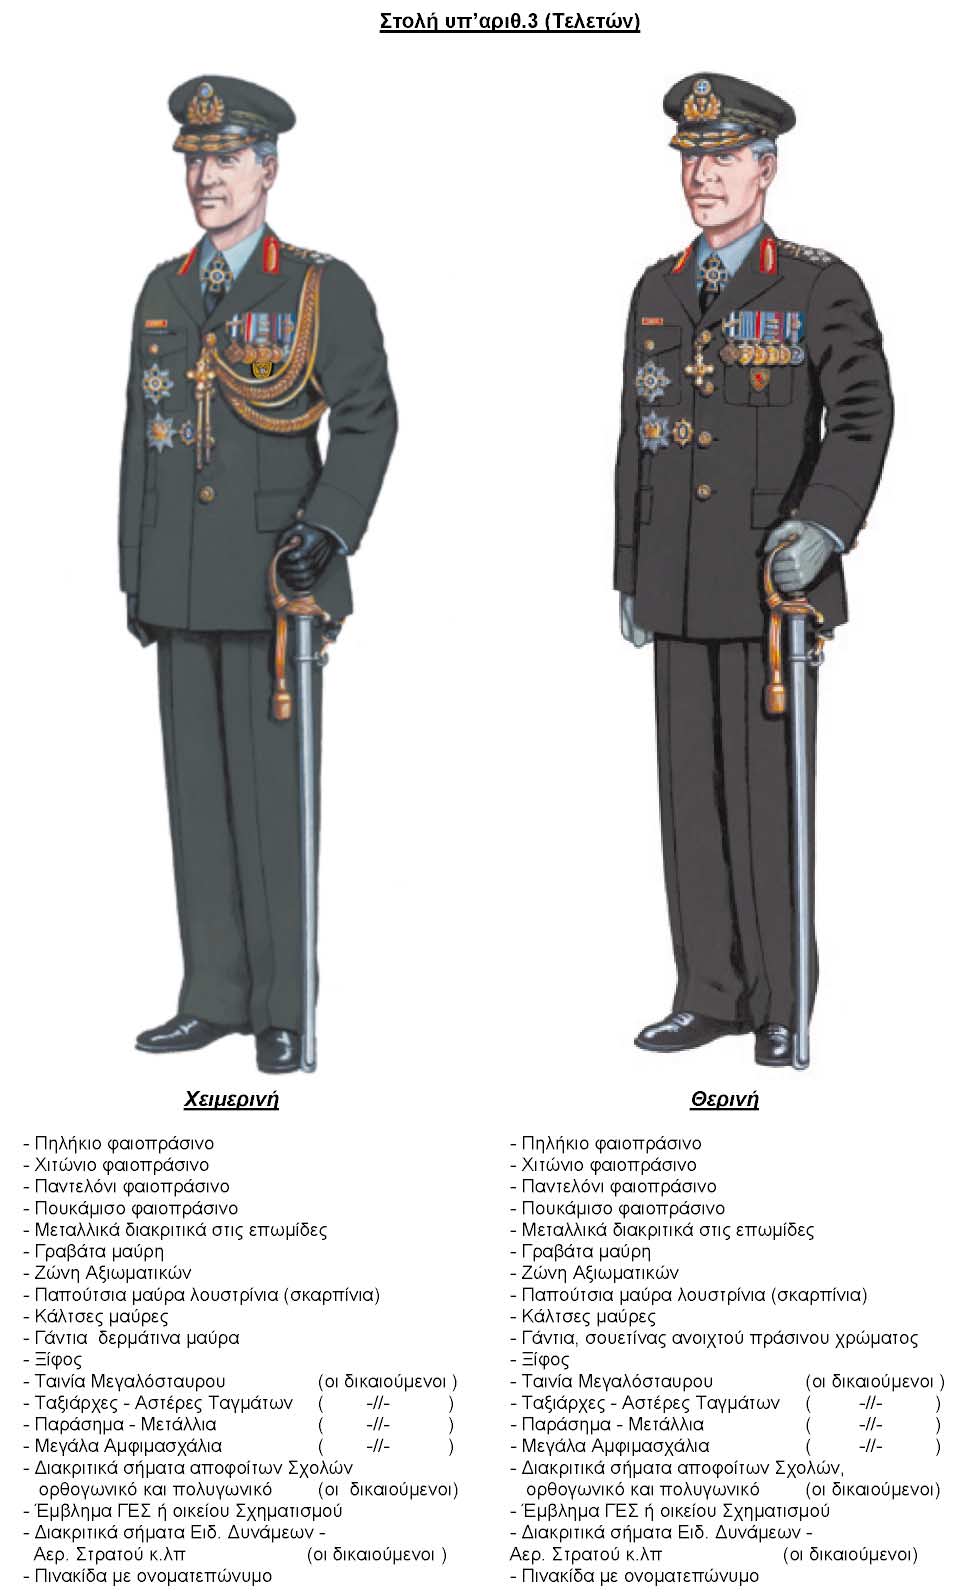 Στολή υπ’αριθ.3 (Τελετών)
Χειμερινή
- Πηλήκιο φαιοπράσινο
- Χιτώνιο φαιοπράσινο
- Παντελόνι φαιοπράσινο
- Πουκάμισο φαιοπράσινο
- Μεταλλικά διακριτικά στις επωμίδες
- Γραβάτα μαύρη
- Ζώνη Αξιωματικών
- Παπούτσια μαύρα λουστρίνια (σκαρπίνια)
- Κάλτσες μαύρες
- Γάντια δερμάτινα μαύρα
- Ξίφος
- Ταινία Μεγαλόσταυρου (οι δικαιούμενοι )
- Ταξιάρχες - Αστέρες Ταγμάτων ( -//- )
- Παράσημα - Μετάλλια ( -//- )
- Μεγάλα Αμφιμασχάλια ( -//- )
- Διακριτικά σήματα αποφοίτων Σχολών
ορθογωνικό και πολυγωνικό (οι δικαιούμενοι)
- Έμβλημα ΓΕΣ ή οικείου Σχηματισμού
- Διακριτικά σήματα Ειδ. Δυνάμεων -
Αερ. Στρατού κ.λπ (οι δικαιούμενοι )
- Πινακίδα με ονοματεπώνυμο
Θερινή
- Πηλήκιο φαιοπράσινο
- Χιτώνιο φαιοπράσινο
- Παντελόνι φαιοπράσινο
- Πουκάμισο φαιοπράσινο
- Μεταλλικά διακριτικά στις επωμίδες
- Γραβάτα μαύρη
- Ζώνη Αξιωματικών
- Παπούτσια μαύρα λουστρίνια (σκαρπίνια)
- Κάλτσες μαύρες
- Γάντια, σουετίνας ανοιχτού πράσινου χρώματος
- Ξίφος
- Ταινία Μεγαλόσταυρου (οι δικαιούμενοι )
- Ταξιάρχες - Αστέρες Ταγμάτων ( -//- )
- Παράσημα - Μετάλλια ( -//- )
- Μεγάλα Αμφιμασχάλια ( -//- )
- Διακριτικά σήματα αποφοίτων Σχολών,
ορθογωνικό και πολυγωνικό (οι δικαιούμενοι)
- Έμβλημα ΓΕΣ ή οικείου Σχηματισμού
- Διακριτικά σήματα Ειδ. Δυνάμεων -
Αερ. Στρατού κ.λπ (οι δικαιούμενοι)
- Πινακίδα με ονοματεπώνυμο